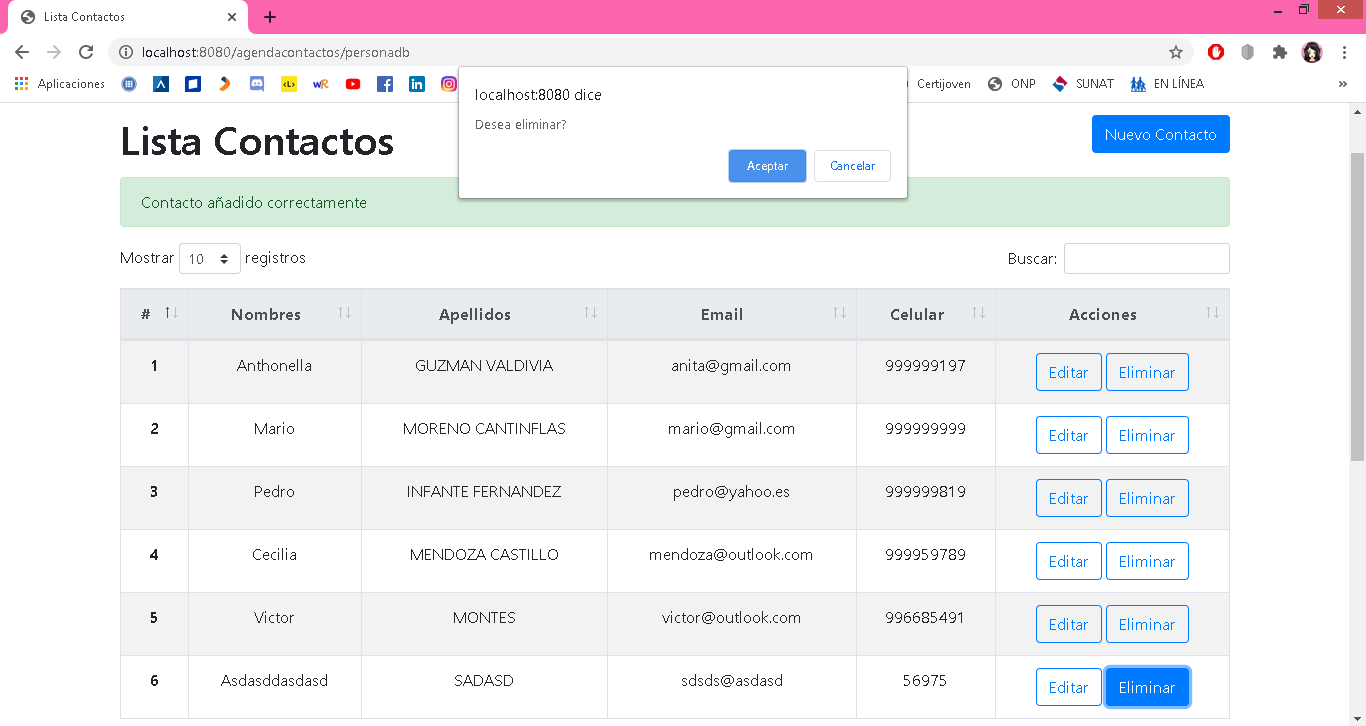 Lista Contactos
localhost:8080/agendacontactos/personadb
Aplicaciones
Certijoven
ONP
SUNAT
EN LÍNEA
»
localhost:8080 dice
Desea eliminar?
Aceptar Cancelar
Lista Contactos
Nuevo Contacto
Contacto añadido correctamente
Mostrar 10 registros
Buscar:
# Nombres Apellidos Email Celular Acciones
1 Anthonella GUZMAN VALDIVIA anita@gmail.com 999999197 Editar Eliminar
2 Mario MORENO CANTINFLAS mario@gmail.com 999999999 Editar Eliminar
3 Pedro INFANTE FERNANDEZ pedro@yahoo.es 999999819 Editar Eliminar
4 Cecilia MENDOZA CASTILLO mendoza@outlook.com 999959789 Editar Eliminar
5 Victor MONTES victor@outlook.com 996685491 Editar Eliminar
6 Asdasddasdasd SADASD sdsds@asdasd 56975 Editar Eliminar